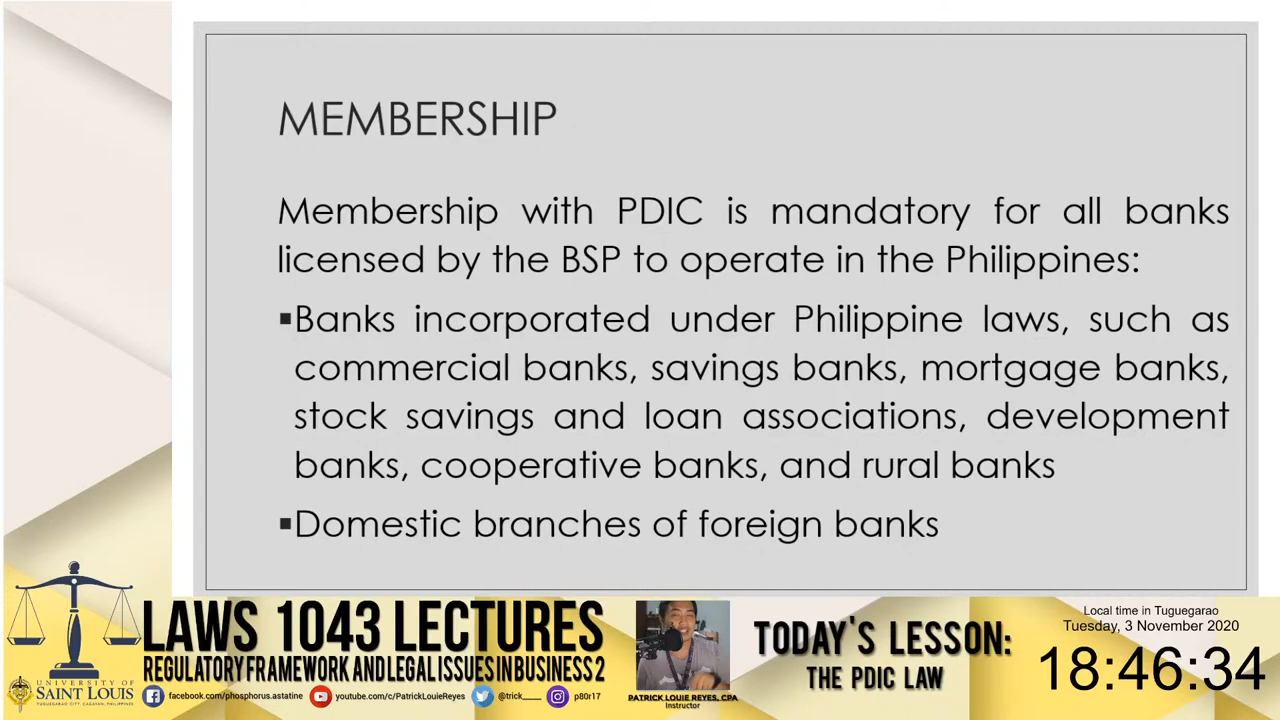 MEMBERSHIP
Membership with PDIC is mandatory for all banks
licensed by the BSP to operate in the Philippines:
▪Banks incorporated under Philippine laws, such as
commercial banks, savings banks, mortgage banks,
stock savings and loan associations, development
banks, cooperative banks, and rural banks
▪Domestic branches of foreign banks
LAWS 1043 LECTURES
REGULATORY FRAMEWORK AND LEGAL ISSUES IN BUSINESS 2
UNIVERSITY OF
SAINT LOUIS
TUGUEGARAO CITY, CAGAYAN, PHILIPPINES
facebook.com/phosphorus.astatine
youtube.com/c/PatrickLouieReyes
@trick____
p80r17
PATRICK LOUIE REYES, CPA
Instructor
TODAY'S LESSON:
THE PDIC LAW
Local time in Tuguegarao
Tuesday, 3 November 2020
18:46:34